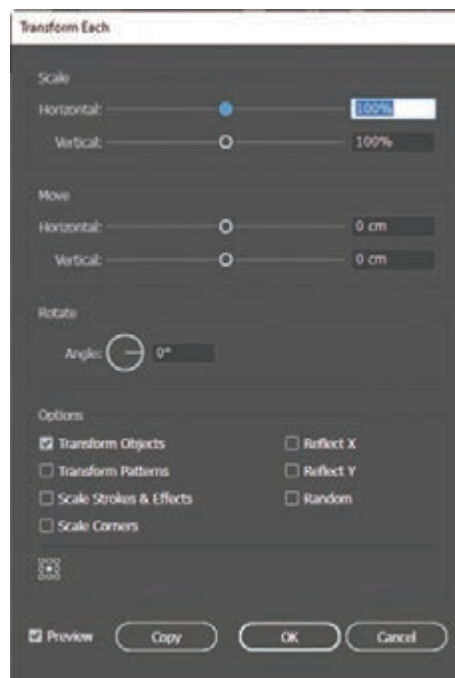 Transform Each
Scale
Horizontal: 100%
Vertical: 100%
Move
Horizontal: 0 cm
Vertical: 0 cm
Rotate
Angle: 0°
Options
Transform Objects Reflect X
Transform Patterns Reflect Y
Scale Strokes & Effects Random
Scale Corners
Preview Copy OK Cancel